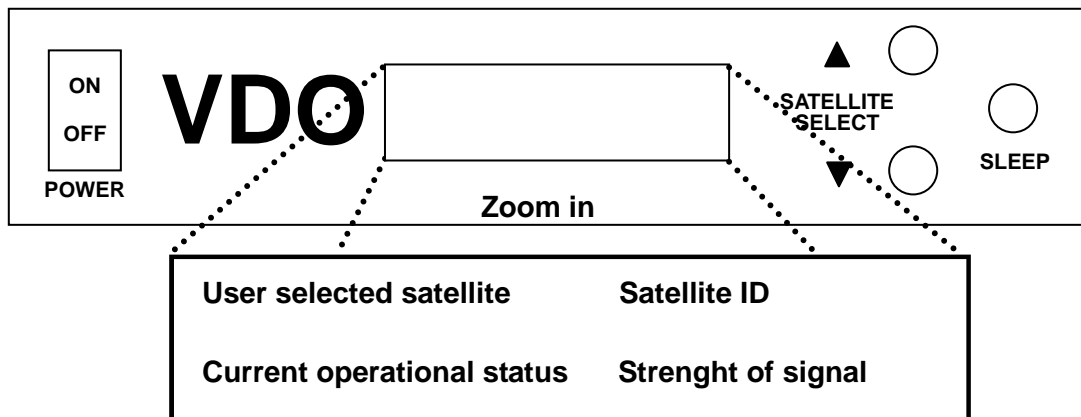 ON
OFF
POWER
VDO
SATELLITE
SELECT
SLEEP
Zoom in
User selected satellite
Satellite ID
Current operational status
Strenght of signal